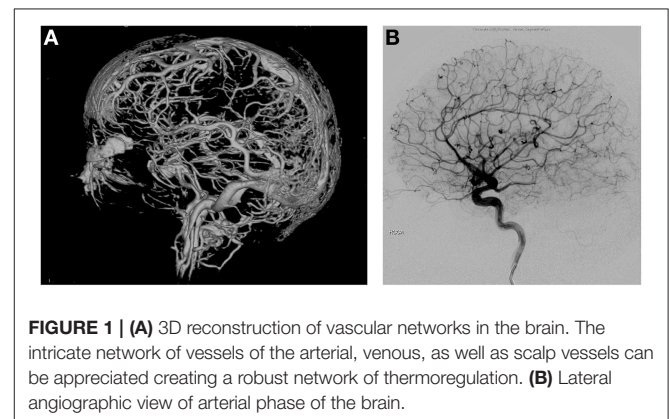 A
B
FIGURE 1 | (A) 3D reconstruction of vascular networks in the brain. The
intricate network of vessels of the arterial, venous, as well as scalp vessels can
be appreciated creating a robust network of thermoregulation. (B) Lateral
angiographic view of arterial phase of the brain.